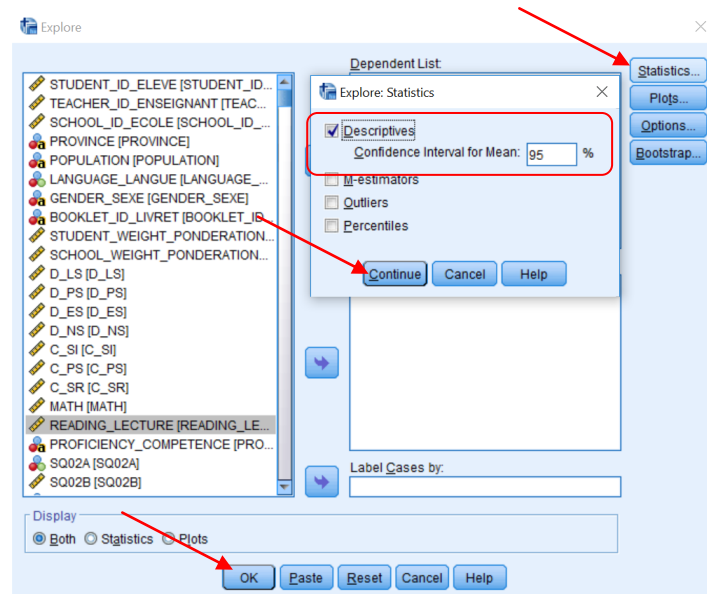 Explore
Dependent List:
STUDENT_ID_ELEVE [STUDENT_ID...
TEACHER_ID_ENSEIGNANT [TEAC...
SCHOOL_ID_ECOLE [SCHOOL_ID_...
PROVINCE [PROVINCE]
POPULATION [POPULATION]
LANGUAGE_LANGUE [LANGUAGE_...
GENDER_SEXE [GENDER_SEXE]
BOOKLET_ID_LIVRET [BOOKLET_ID...
STUDENT_WEIGHT_PONDERATION...
SCHOOL_WEIGHT_PONDERATION...
D_LS [D_LS]
D_PS [D_PS]
D_ES [D_ES]
D_NS [D_NS]
C_SI [C_SI]
C_PS [C_PS]
C_SR [C_SR]
MATH [MATH]
READING_LECTURE [READING_LE...
PROFICIENCY_COMPETENCE [PRO...
SQ02A [SQ02A]
SQ02B [SQ02B]
Explore: Statistics
Descriptives
Confidence Interval for Mean: 95 %
M-estimators
Outliers
Percentiles
Continue Cancel Help
Statistics...
Plots...
Options...
Bootstrap...
Label Cases by:
Display
Both Statistics Plots
OK Paste Reset Cancel Help